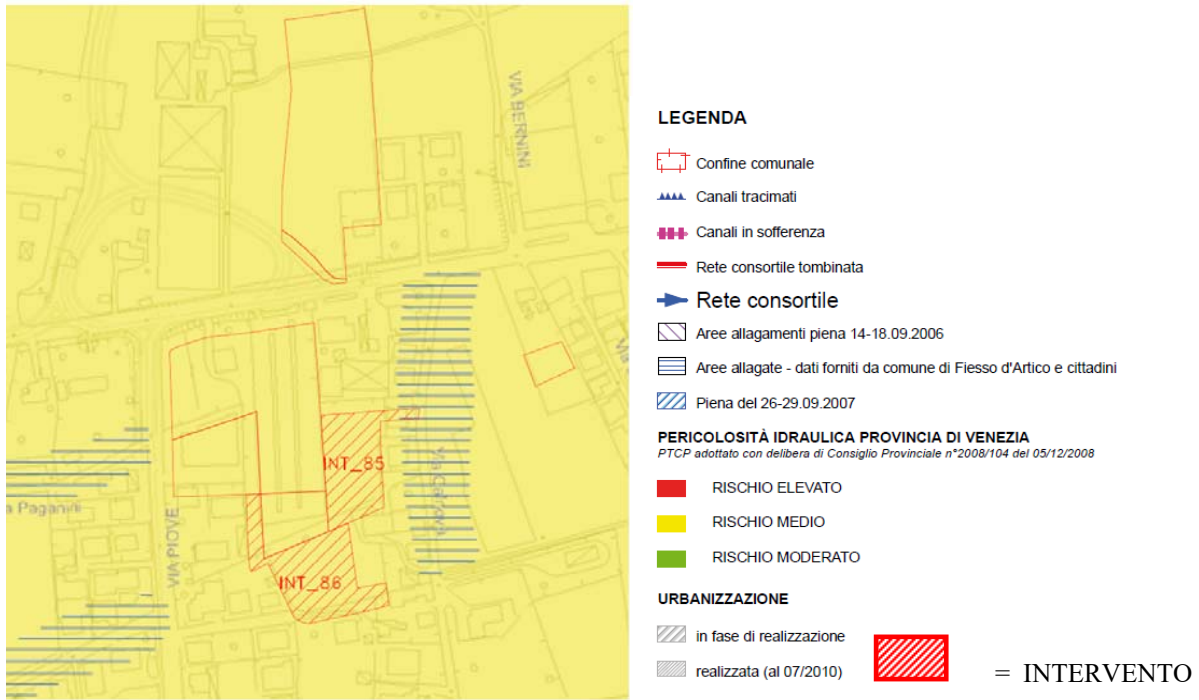 VIA BERNINI
INT_85
a Paganini
VIA PIOVE
INT_86
LEGENDA
Confine comunale
Canali tracimati
Canali in sofferenza
Rete consortile tombinata
Rete consortile
Aree allagamenti piena 14-18.09.2006
Aree allagate - dati forniti da comune di Fiesso d'Artico e cittadini
Piena del 26-29.09.2007
PERICOLOSITÀ IDRAULICA PROVINCIA DI VENEZIA
PTCP adottato con delibera di Consiglio Provinciale n°2008/104 del 05/12/2008
RISCHIO ELEVATO
RISCHIO MEDIO
RISCHIO MODERATO
URBANIZZAZIONE
in fase di realizzazione
realizzata (al 07/2010)
= INTERVENTO